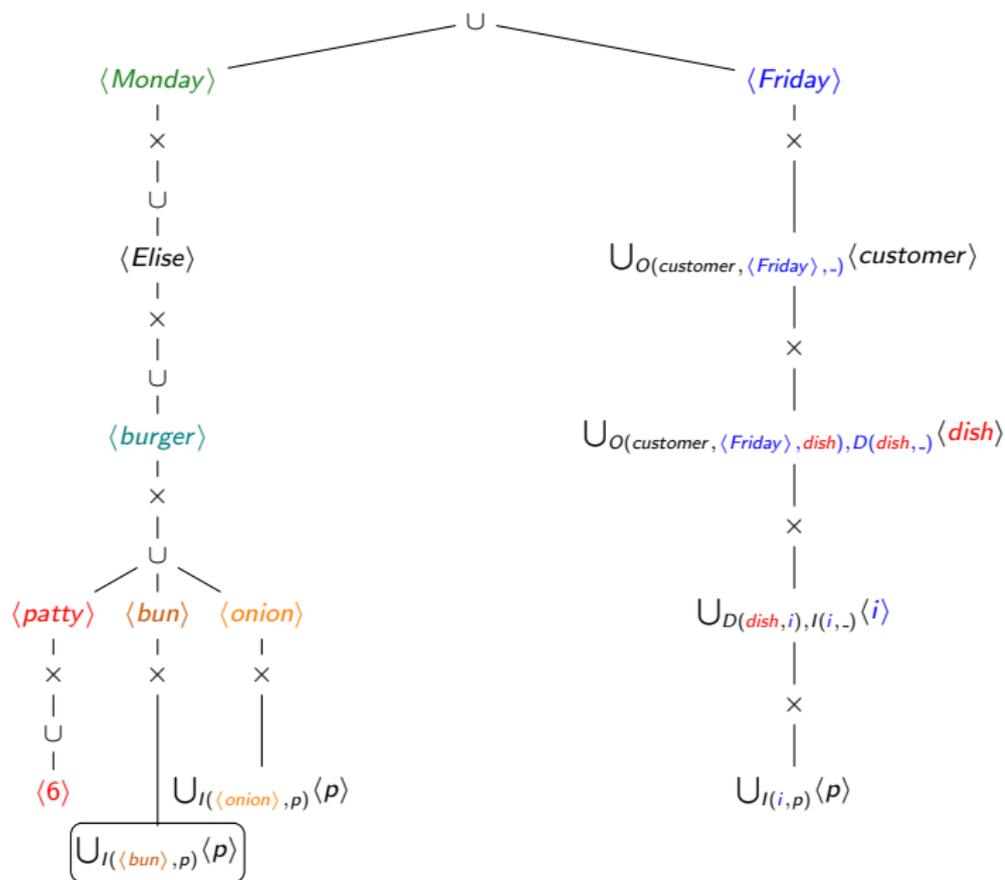 ∪
⟨Monday⟩ ⟨Friday⟩
× ×
∪
⟨Elise⟩ ⋃O(customer,⟨Friday⟩,_)⟨customer⟩
×
×
∪
⟨burger⟩ ⋃O(customer,⟨Friday⟩,dish),D(dish,_)⟨dish⟩
×
×
∪
⟨patty⟩ ⟨bun⟩ ⟨onion⟩ ⋃D(dish,i),I(i,_)⟨i⟩
× × ×
×
∪
⟨6⟩ ⋃I(⟨onion⟩,p)⟨p⟩ ⋃I(i,p)⟨p⟩
⋃I(⟨bun⟩,p)⟨p⟩